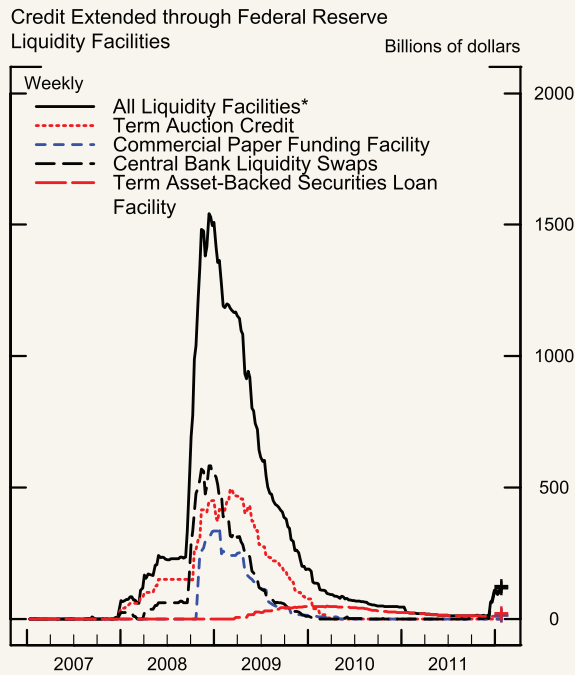 Credit Extended through Federal Reserve
Liquidity Facilities
Billions of dollars
Weekly
All Liquidity Facilities*
Term Auction Credit
Commercial Paper Funding Facility
Central Bank Liquidity Swaps
Term Asset-Backed Securities Loan
Facility
2000
1500
1000
500
0
2007 2008 2009 2010 2011